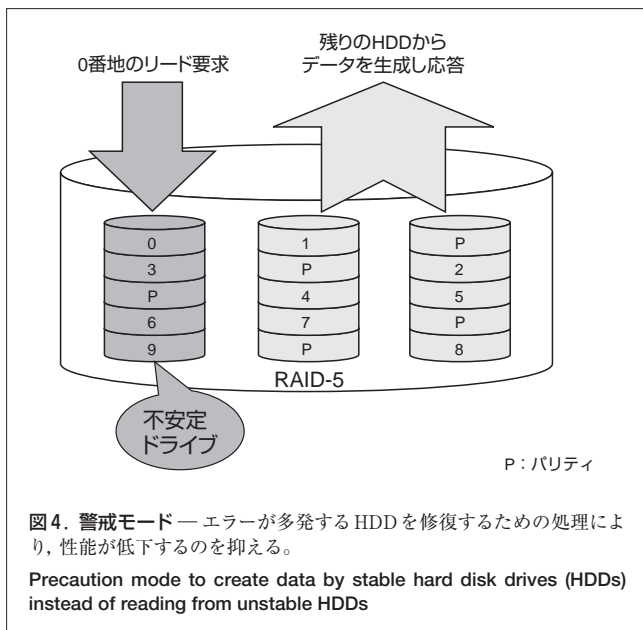 0番地のリード要求
残りのHDDから
データを生成し応答
0
3
P
6
9
1
P
4
7
P
P
2
5
P
8
RAID-5
不安定
ドライブ
P：パリティ
図4．警戒モード — エラーが多発するHDDを修復するための処理によ
り，性能が低下するのを抑える。
Precaution mode to create data by stable hard disk drives (HDDs)
instead of reading from unstable HDDs